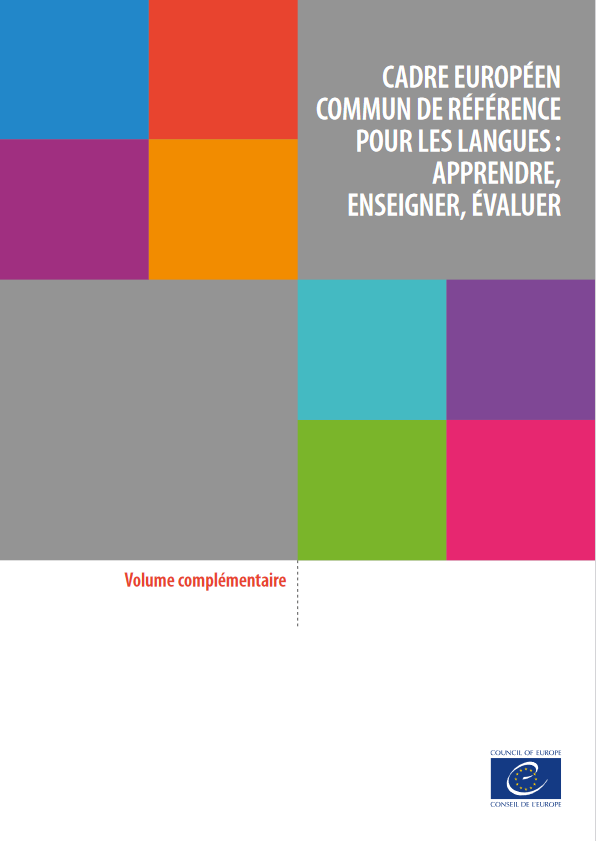 CADRE EUROPÉEN
COMMUN DE RÉFÉRENCE
POUR LES LANGUES :
APPRENDRE,
ENSEIGNER, ÉVALUER
Volume complémentaire
COUNCIL OF EUROPE
CONSEIL DE L'EUROPE